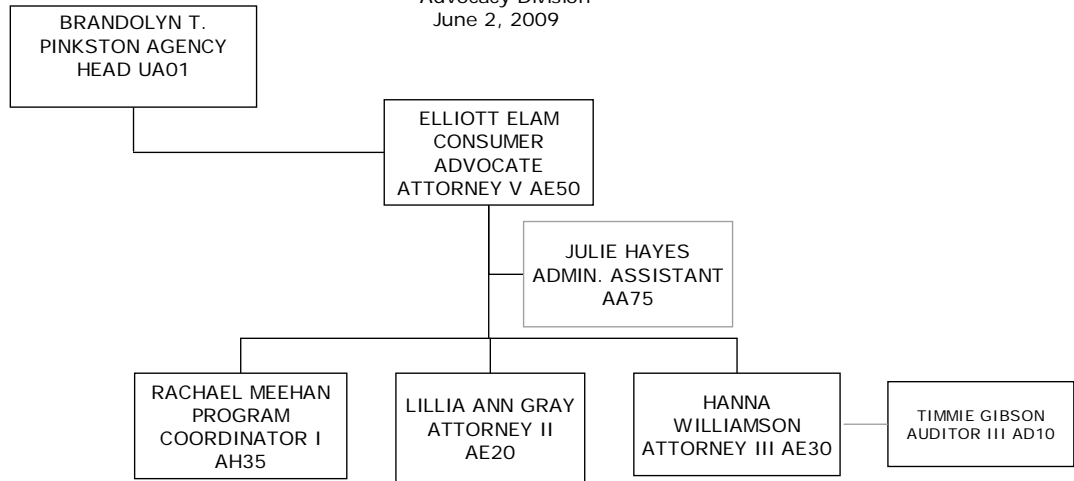 Advocacy Division
June 2, 2009
BRANDOLYN T.
PINKSTON AGENCY
HEAD UA01
ELLIOTT ELAM
CONSUMER
ADVOCATE
ATTORNEY V AE50
JULIE HAYES
ADMIN. ASSISTANT
AA75
RACHAEL MEEHAN
PROGRAM
COORDINATOR I
AH35
LILLIA ANN GRAY
ATTORNEY II
AE20
HANNA
WILLIAMSON
ATTORNEY III AE30
TIMMIE GIBSON
AUDITOR III AD10